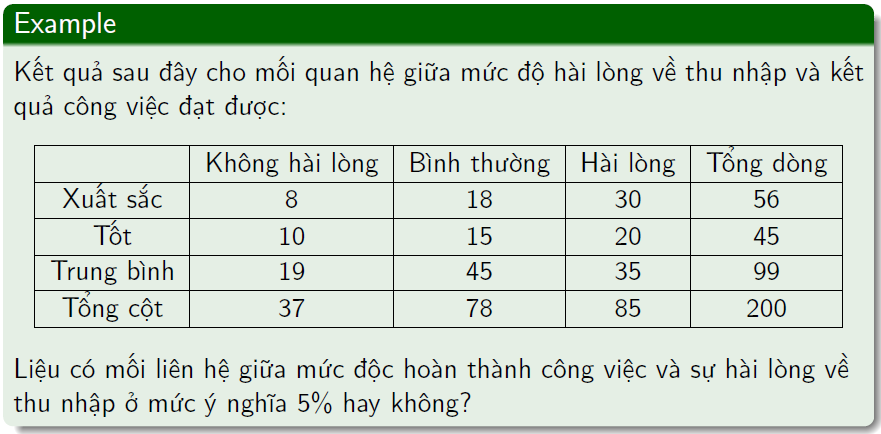 Example
Kết quả sau đây cho mối quan hệ giữa mức độ hài lòng về thu nhập và kết
quả công việc đạt được:
Không hài lòng Bình thường Hài lòng Tổng dòng
Xuất sắc 8 18 30 56
Tốt 10 15 20 45
Trung bình 19 45 35 99
Tổng cột 37 78 85 200
Liệu có mối liên hệ giữa mức độc hoàn thành công việc và sự hài lòng về
thu nhập ở mức ý nghĩa 5% hay không?